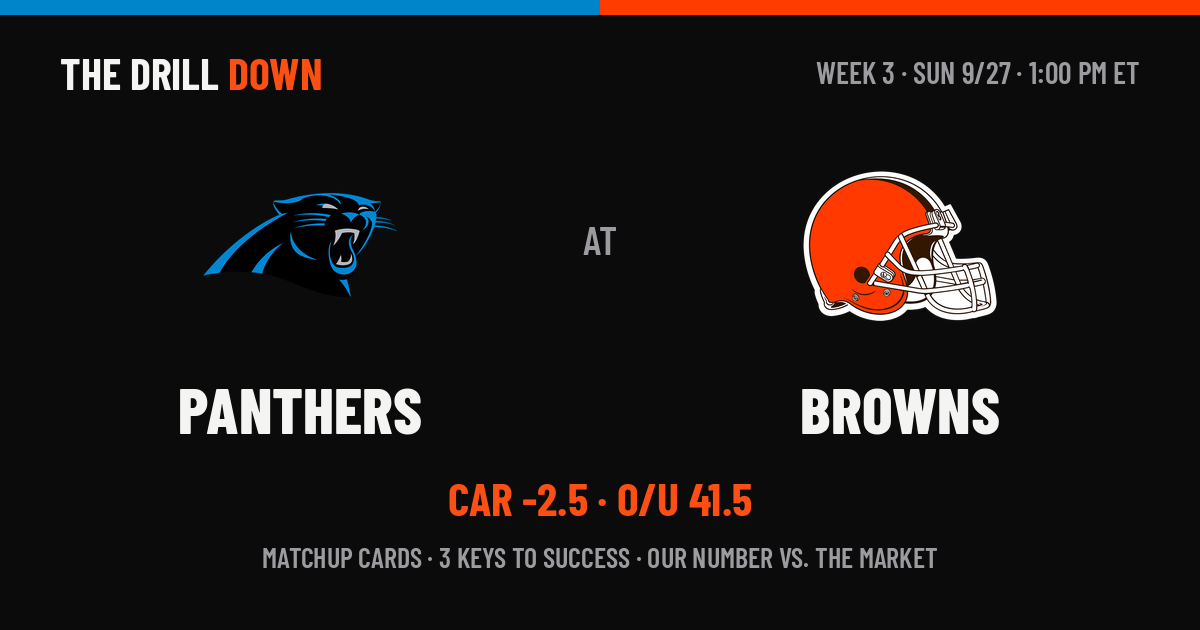 THE DRILL DOWN
WEEK 3 · SUN 9/27 · 1:00 PM ET
AT
PANTHERS
BROWNS
CAR -2.5 · O/U 41.5
MATCHUP CARDS · 3 KEYS TO SUCCESS · OUR NUMBER VS. THE MARKET